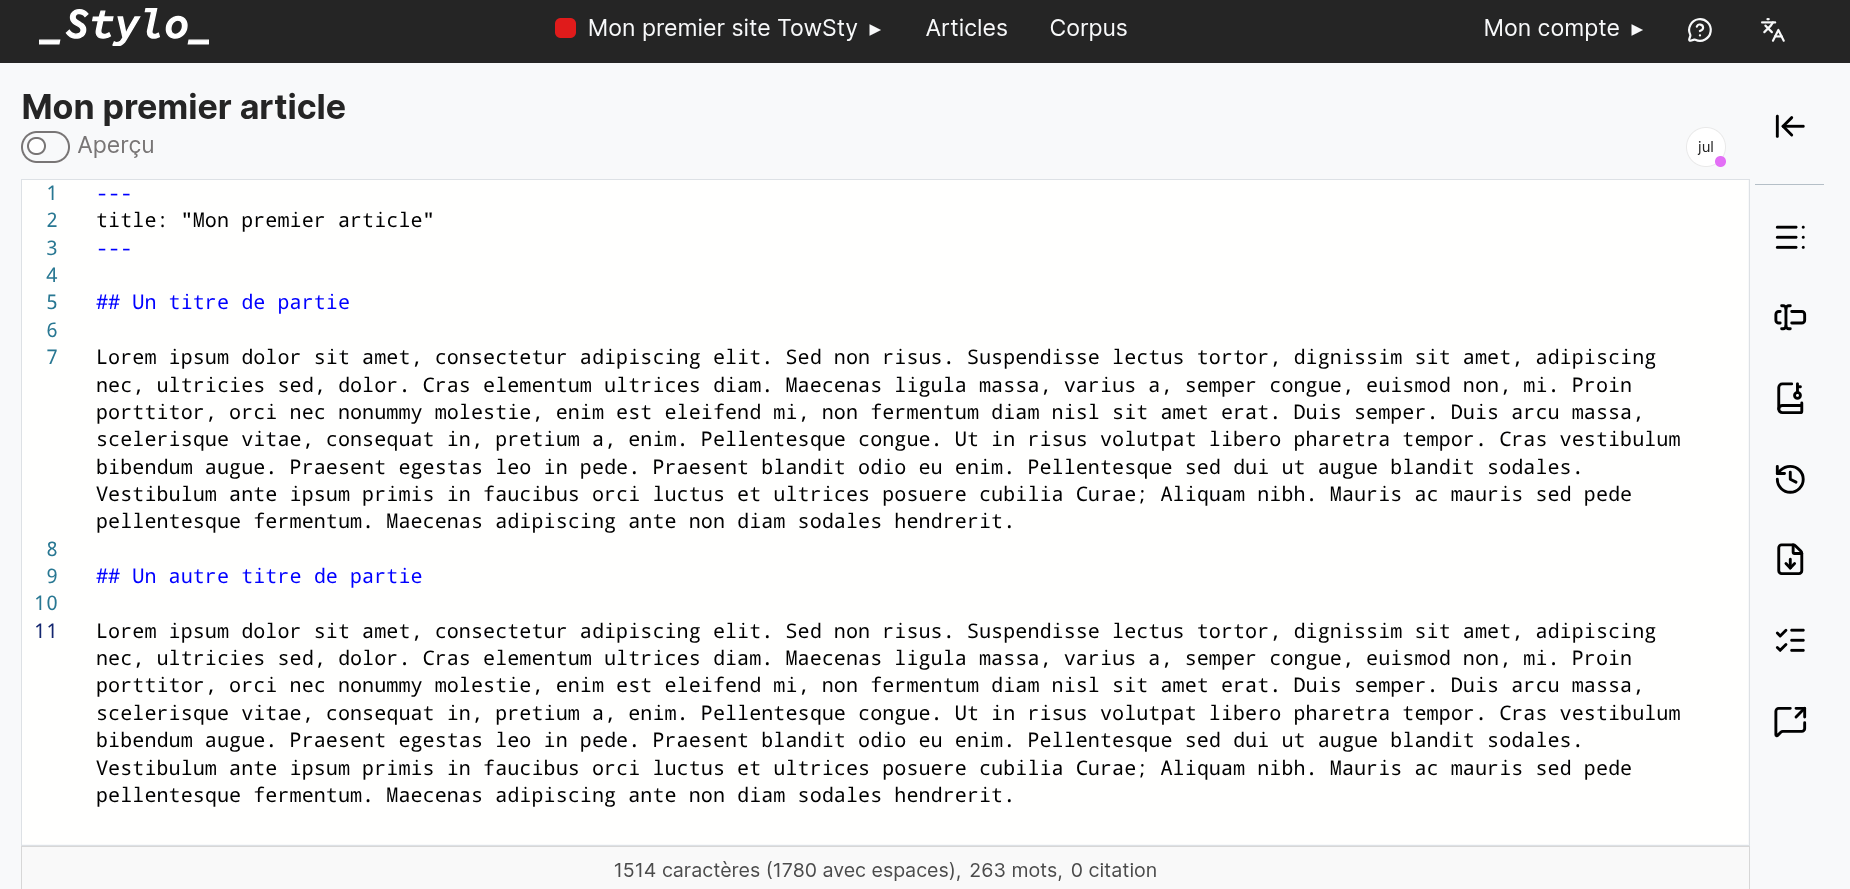 _Stylo_
Mon premier site TowSty ▸ Articles Corpus Mon compte ▸
Mon premier article
Aperçu
jul
1 ---
2 title: "Mon premier article"
3 ---
4
5 ## Un titre de partie
6
7 Lorem ipsum dolor sit amet, consectetur adipiscing elit. Sed non risus. Suspendisse lectus tortor, dignissim sit amet, adipiscing
nec, ultricies sed, dolor. Cras elementum ultrices diam. Maecenas ligula massa, varius a, semper congue, euismod non, mi. Proin
porttitor, orci nec nonummy molestie, enim est eleifend mi, non fermentum diam nisl sit amet erat. Duis semper. Duis arcu massa,
scelerisque vitae, consequat in, pretium a, enim. Pellentesque congue. Ut in risus volutpat libero pharetra tempor. Cras vestibulum
bibendum augue. Praesent egestas leo in pede. Praesent blandit odio eu enim. Pellentesque sed dui ut augue blandit sodales.
Vestibulum ante ipsum primis in faucibus orci luctus et ultrices posuere cubilia Curae; Aliquam nibh. Mauris ac mauris sed pede
pellentesque fermentum. Maecenas adipiscing ante non diam sodales hendrerit.
8
9 ## Un autre titre de partie
10
11 Lorem ipsum dolor sit amet, consectetur adipiscing elit. Sed non risus. Suspendisse lectus tortor, dignissim sit amet, adipiscing
nec, ultricies sed, dolor. Cras elementum ultrices diam. Maecenas ligula massa, varius a, semper congue, euismod non, mi. Proin
porttitor, orci nec nonummy molestie, enim est eleifend mi, non fermentum diam nisl sit amet erat. Duis semper. Duis arcu massa,
scelerisque vitae, consequat in, pretium a, enim. Pellentesque congue. Ut in risus volutpat libero pharetra tempor. Cras vestibulum
bibendum augue. Praesent egestas leo in pede. Praesent blandit odio eu enim. Pellentesque sed dui ut augue blandit sodales.
Vestibulum ante ipsum primis in faucibus orci luctus et ultrices posuere cubilia Curae; Aliquam nibh. Mauris ac mauris sed pede
pellentesque fermentum. Maecenas adipiscing ante non diam sodales hendrerit.
1514 caractères (1780 avec espaces), 263 mots, 0 citation